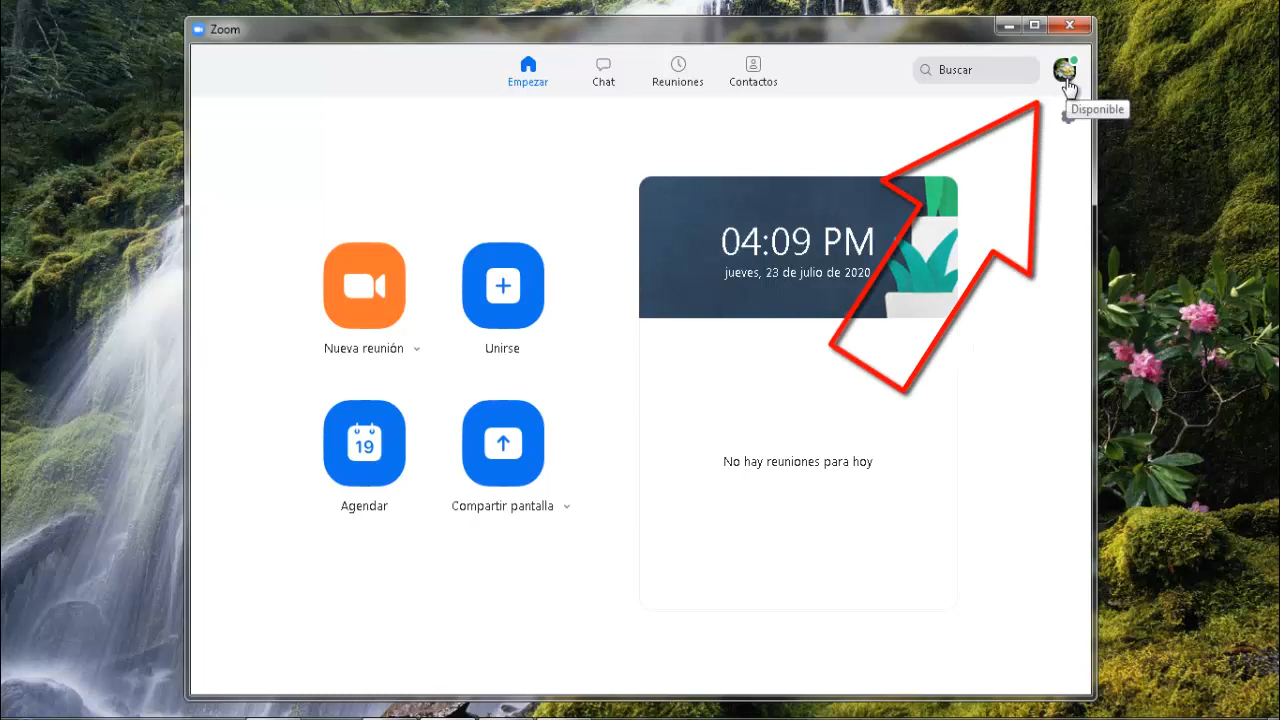 Zoom
Empezar
Chat
Reuniones
Contactos
Buscar
Disponible
04:09 PM
jueves, 23 de julio de 2020
Nueva reunión
Unirse
19
Agendar
Compartir pantalla
No hay reuniones para hoy